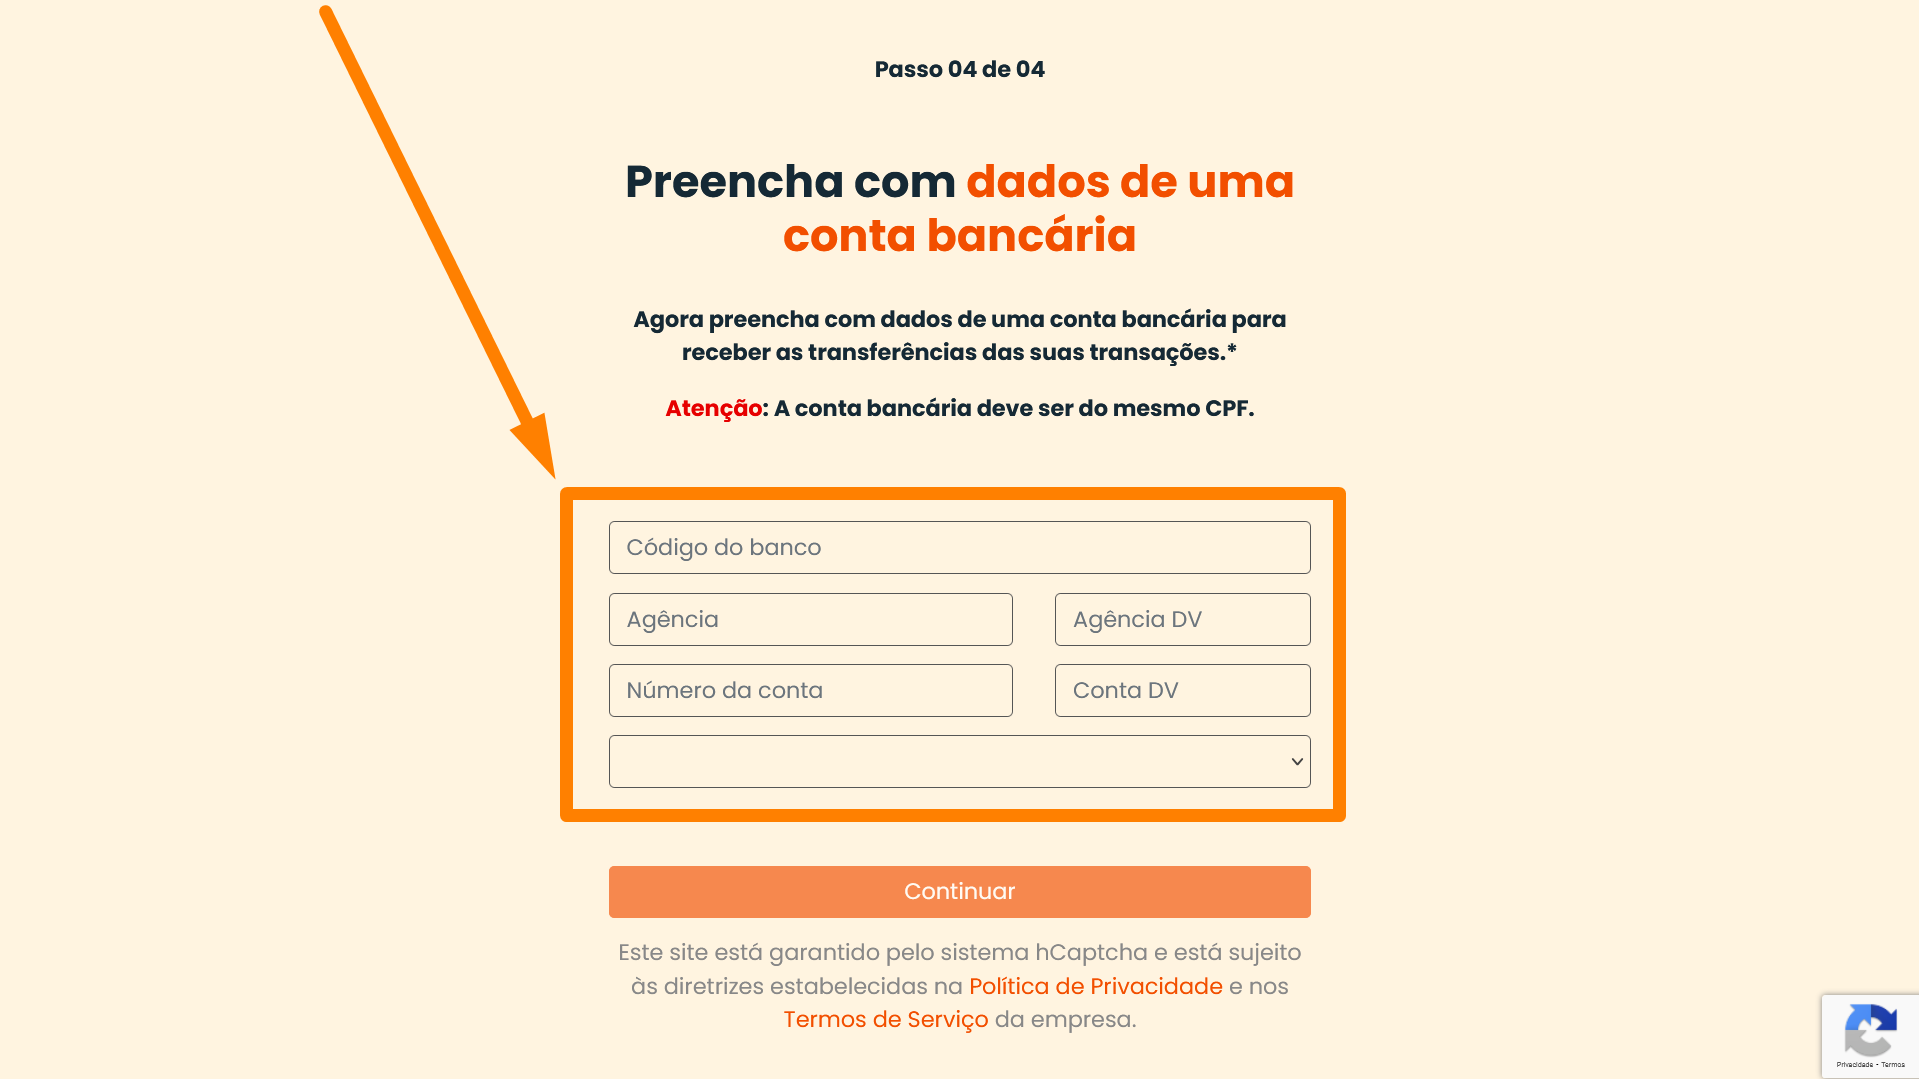 Passo 04 de 04
Preencha com dados de uma
conta bancária
Agora preencha com dados de uma conta bancária para
receber as transferências das suas transações.*
Atenção: A conta bancária deve ser do mesmo CPF.
Código do banco
Agência
Agência DV
Número da conta
Conta DV
Continuar
Este site está garantido pelo sistema hCaptcha e está sujeito
às diretrizes estabelecidas na Política de Privacidade e nos
Termos de Serviço da empresa.
Privacidade - Termos